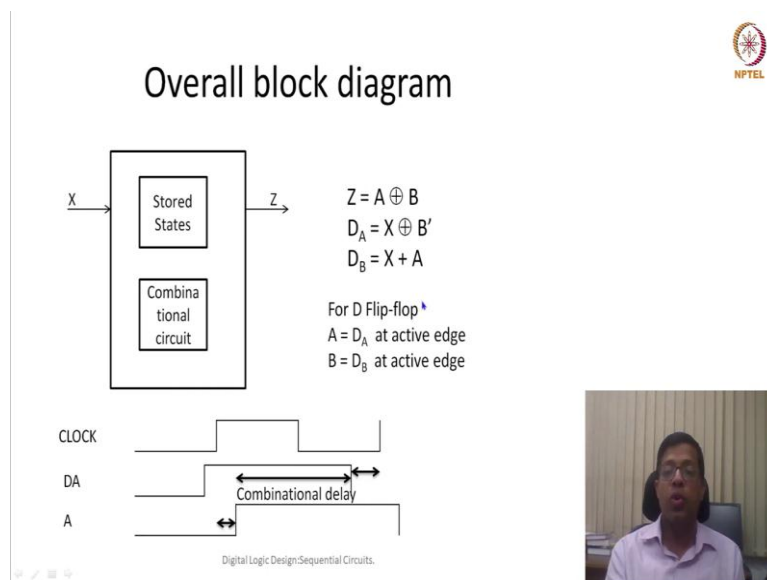 NPTEL
Overall block diagram
X
Stored
States
Z
Combina
tional
circuit
Z = A ⊕ B
D_A = X ⊕ B’
D_B = X + A
For D Flip-flop
A = D_A at active edge
B = D_B at active edge
CLOCK
DA
Combinational delay
A
Digital Logic Design:Sequential Circuits.